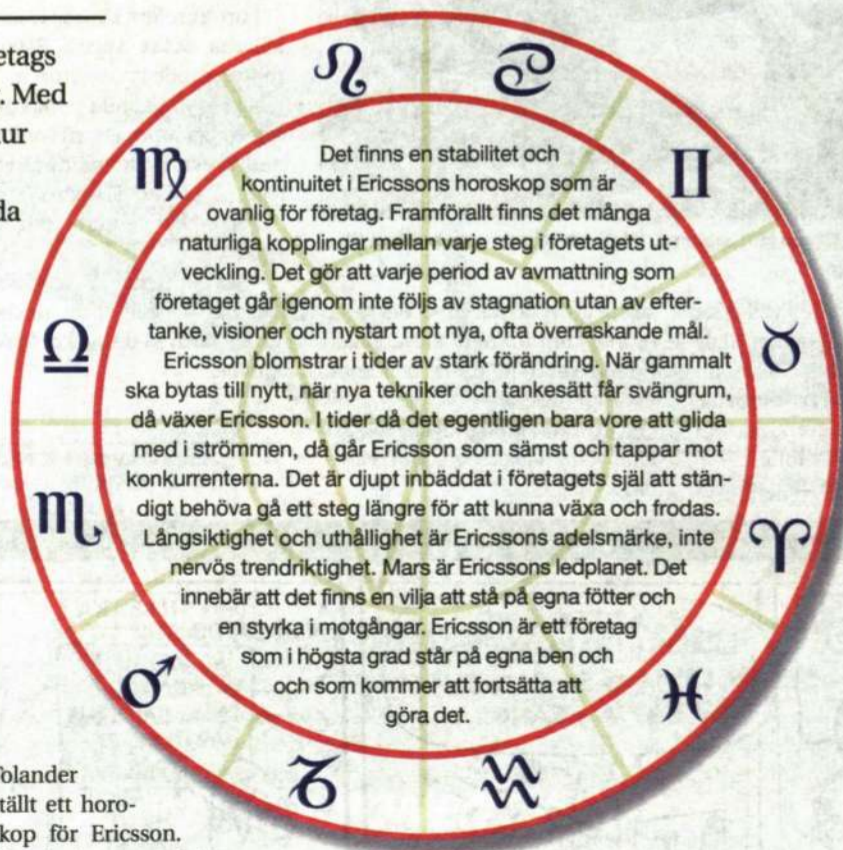 etags
. Med
ur
da
Det finns en stabilitet och
kontinuitet i Ericssons horoskop som är
ovanlig för företag. Framförallt finns det många
naturliga kopplingar mellan varje steg i företagets ut-
veckling. Det gör att varje period av avmattning som
företaget går igenom inte följs av stagnation utan av efter-
tanke, visioner och nystart mot nya, ofta överraskande mål.
Ericsson blomstrar i tider av stark förändring. När gammalt
ska bytas till nytt, när nya tekniker och tankesätt får svängrum,
då växer Ericsson. I tider då det egentligen bara vore att glida
med i strömmen, då går Ericsson som sämst och tappar mot
konkurrenterna. Det är djupt inbäddat i företagets själ att stän-
digt behöva gå ett steg längre för att kunna växa och frodas.
Långsiktighet och uthållighet är Ericssons adelsmärke, inte
nervös trendriktighet. Mars är Ericssons ledplanet. Det
innebär att det finns en vilja att stå på egna fötter och
en styrka i motgångar. Ericsson är ett företag
som i högsta grad står på egna ben och
och som kommer att fortsätta att
göra det.
olander
tällt ett horo-
kop för Ericsson.